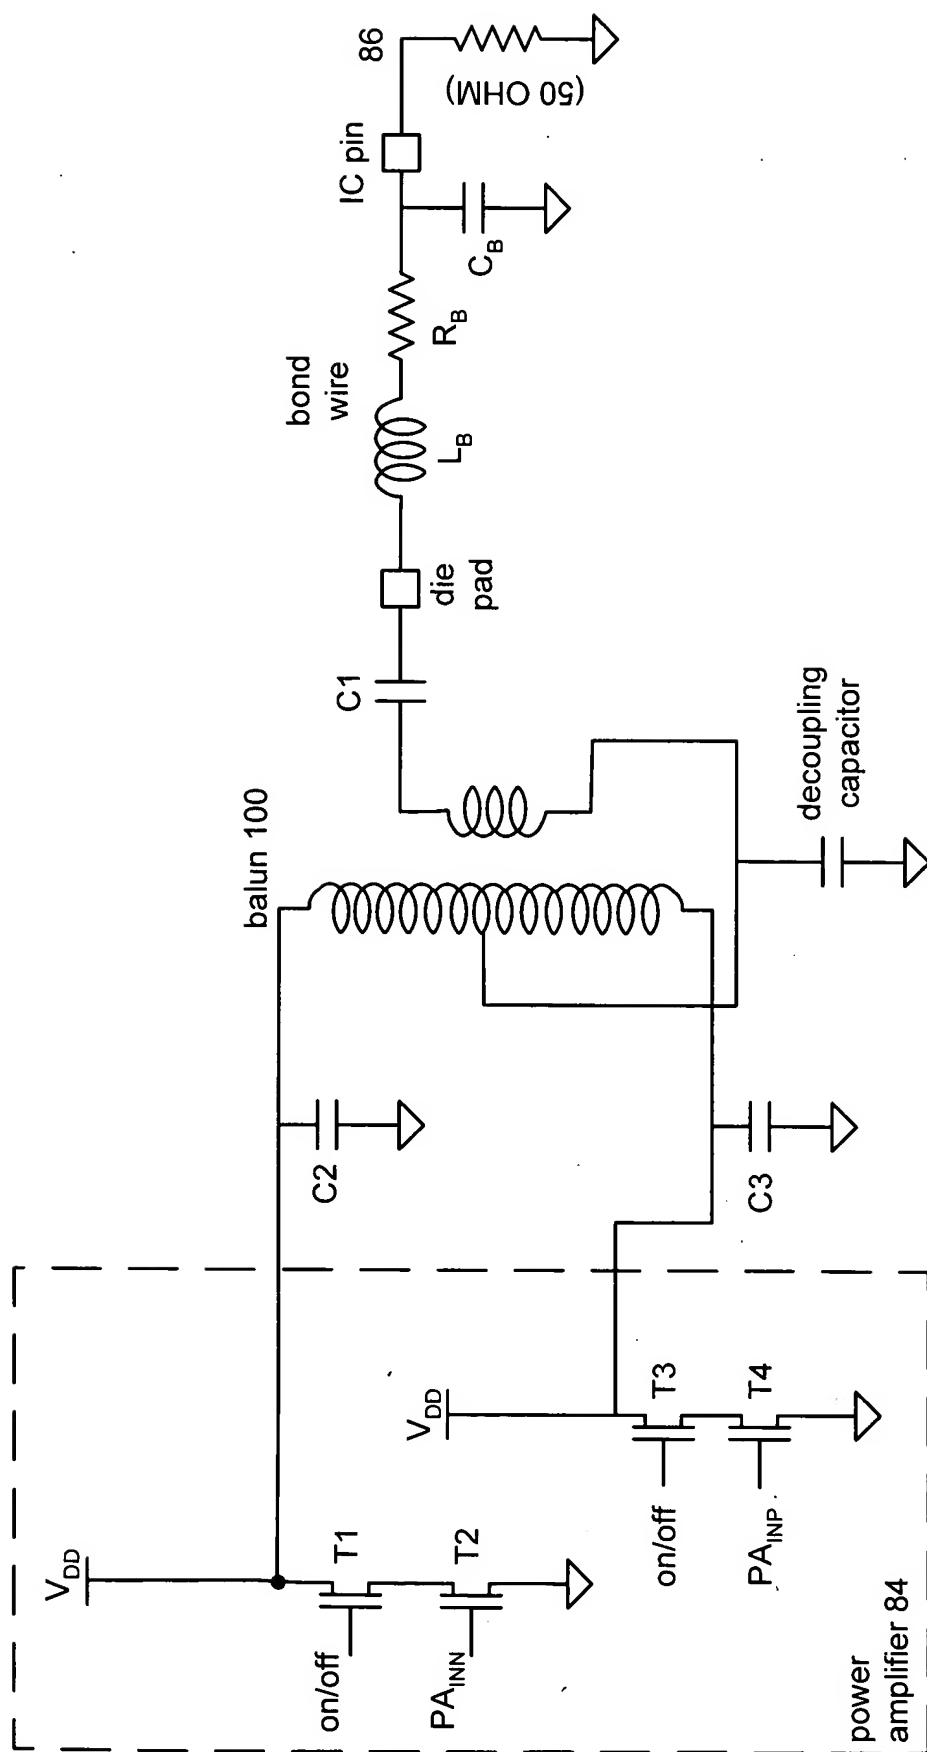 86
(50 OHM)
IC pin
C_B
R_B
bond
wire
L_B
die
pad
C1
balun 100
decoupling
capacitor
C2
C3
V_DD
V_DD
T3
T4
on/off
PA_INP
T1
T2
on/off
PA_INN
power
amplifier 84